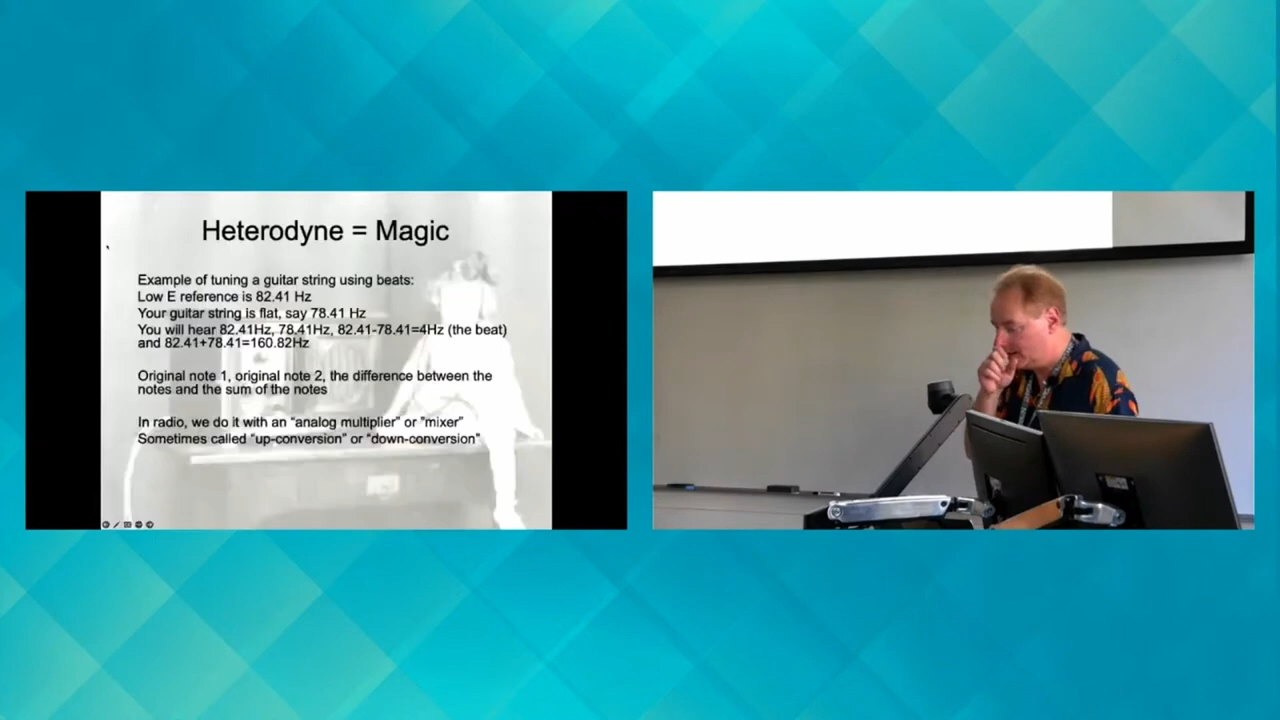 Heterodyne = Magic
Example of tuning a guitar string using beats:
Low E reference is 82.41 Hz
Your guitar string is flat, say 78.41 Hz
You will hear 82.41Hz, 78.41Hz, 82.41-78.41=4Hz (the beat)
and 82.41+78.41=160.82Hz
Original note 1, original note 2, the difference between the
notes and the sum of the notes
In radio, we do it with an “analog multiplier” or ”mixer”
Sometimes called “up-conversion” or ”down-conversion”